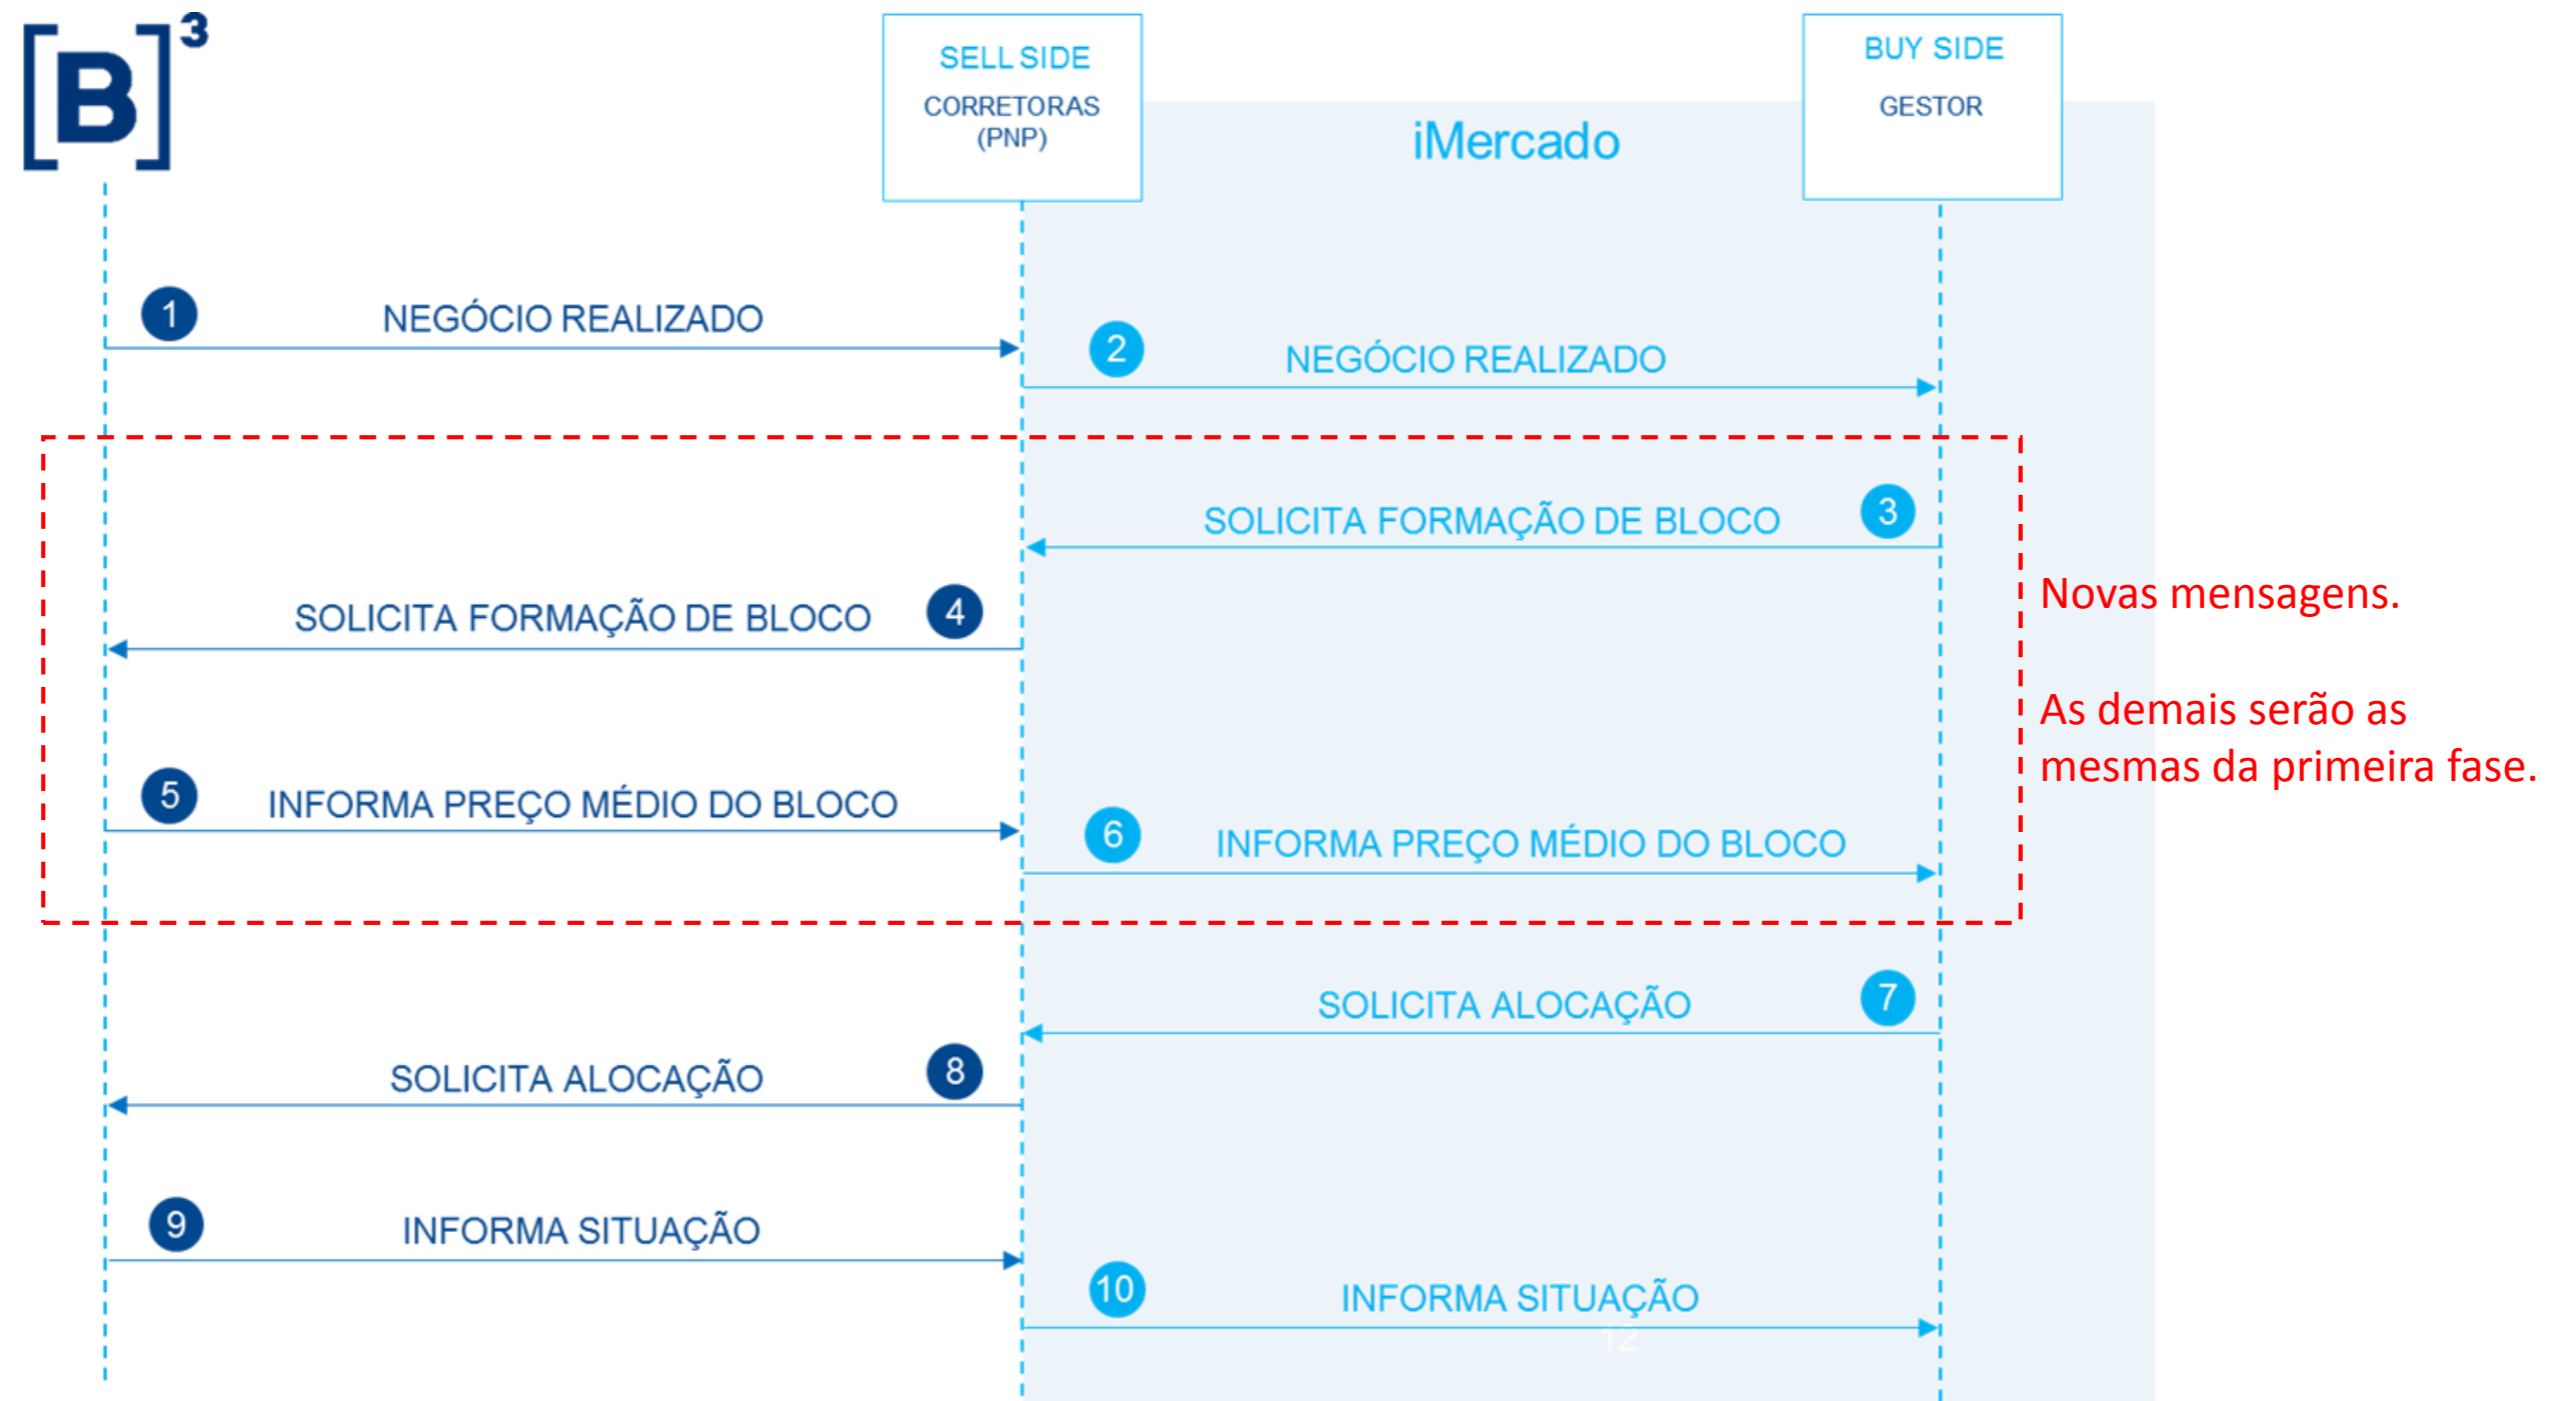 [B]³
SELL SIDE
CORRETORAS
(PNP)
BUY SIDE
GESTOR
iMercado
1
NEGÓCIO REALIZADO
2
NEGÓCIO REALIZADO
3
SOLICITA FORMAÇÃO DE BLOCO
4
SOLICITA FORMAÇÃO DE BLOCO
Novas mensagens.
As demais serão as
mesmas da primeira fase.
5
INFORMA PREÇO MÉDIO DO BLOCO
6
INFORMA PREÇO MÉDIO DO BLOCO
7
SOLICITA ALOCAÇÃO
8
SOLICITA ALOCAÇÃO
9
INFORMA SITUAÇÃO
10
INFORMA SITUAÇÃO
12